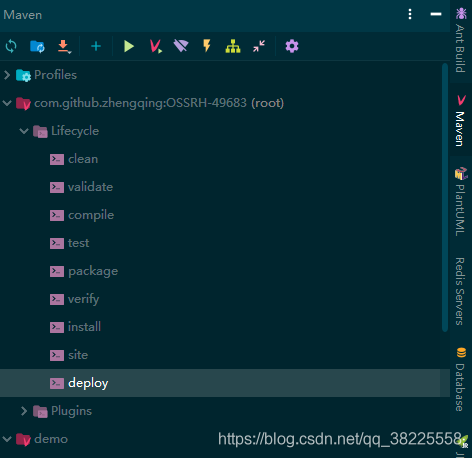 Maven
Profiles
com.github.zhengqing:OSSRH-49683 (root)
Lifecycle
clean
validate
compile
test
package
verify
install
site
deploy
Plugins
demo
Ant Build
Maven
PlantUML
Redis Servers
Database
https://blog.csdn.net/qq_38225558